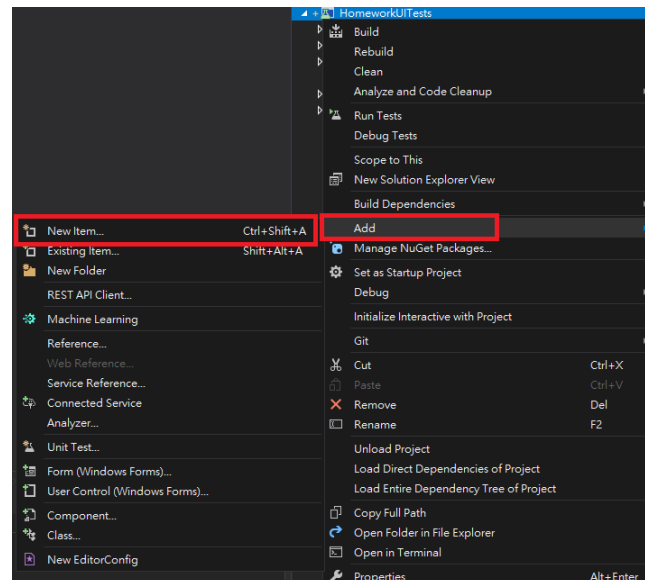 HomeworkUITests
Build
Rebuild
Clean
Analyze and Code Cleanup
Run Tests
Debug Tests
Scope to This
New Solution Explorer View
Build Dependencies
Add
Manage NuGet Packages...
Set as Startup Project
Debug
Initialize Interactive with Project
Git
Cut Ctrl+X
Paste Ctrl+V
Remove Del
Rename F2
Unload Project
Load Direct Dependencies of Project
Load Entire Dependency Tree of Project
Copy Full Path
Open Folder in File Explorer
Open in Terminal
Properties Alt+Enter
New Item... Ctrl+Shift+A
Existing Item... Shift+Alt+A
New Folder
REST API Client...
Machine Learning
Reference...
Web Reference...
Service Reference...
Connected Service
Analyzer...
Unit Test...
Form (Windows Forms)...
User Control (Windows Forms)...
Component...
Class...
New EditorConfig